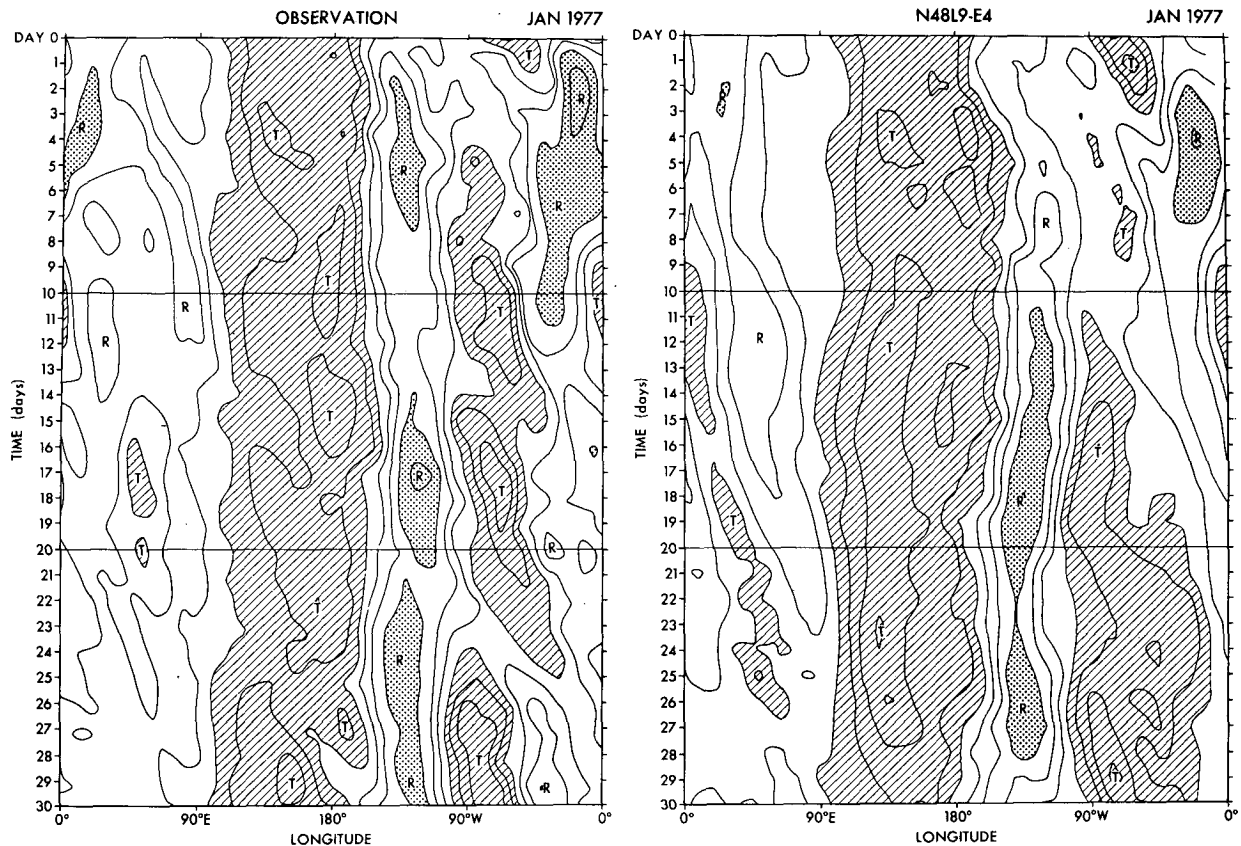 OBSERVATION JAN 1977
DAY 0
1
2
3
4
5
6
7
8
9
10
11
12
13
14
15
16
17
18
19
20
21
22
23
24
25
26
27
28
29
30
TIME (days)
T
R
R
T
R
R
T
R
T
T
R
R
T
T
R
T
T
R
T
R
T
T
T
R
R
0° 90°E 180° 90°W 0°
LONGITUDE
N48L9-E4 JAN 1977
DAY 0
1
2
3
4
5
6
7
8
9
10
11
12
13
14
15
16
17
18
19
20
21
22
23
24
25
26
27
28
29
30
TIME (days)
T
R
T
R
R
T
T
R
T
T
R
T
T
R
T
0° 90°E 180° 90°W 0°
LONGITUDE